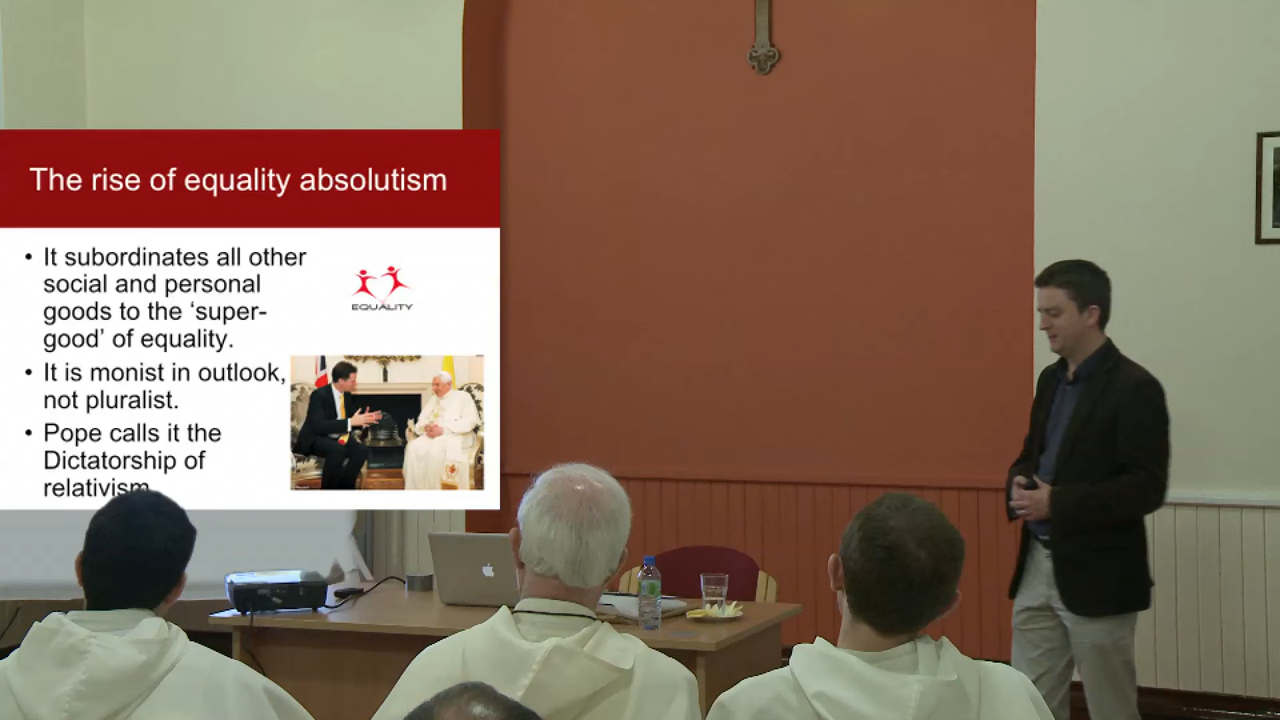 The rise of equality absolutism
• It subordinates all other
social and personal
goods to the ‘super-
good’ of equality.
• It is monist in outlook,
not pluralist.
• Pope calls it the
Dictatorship of
relativism
EQUALITY